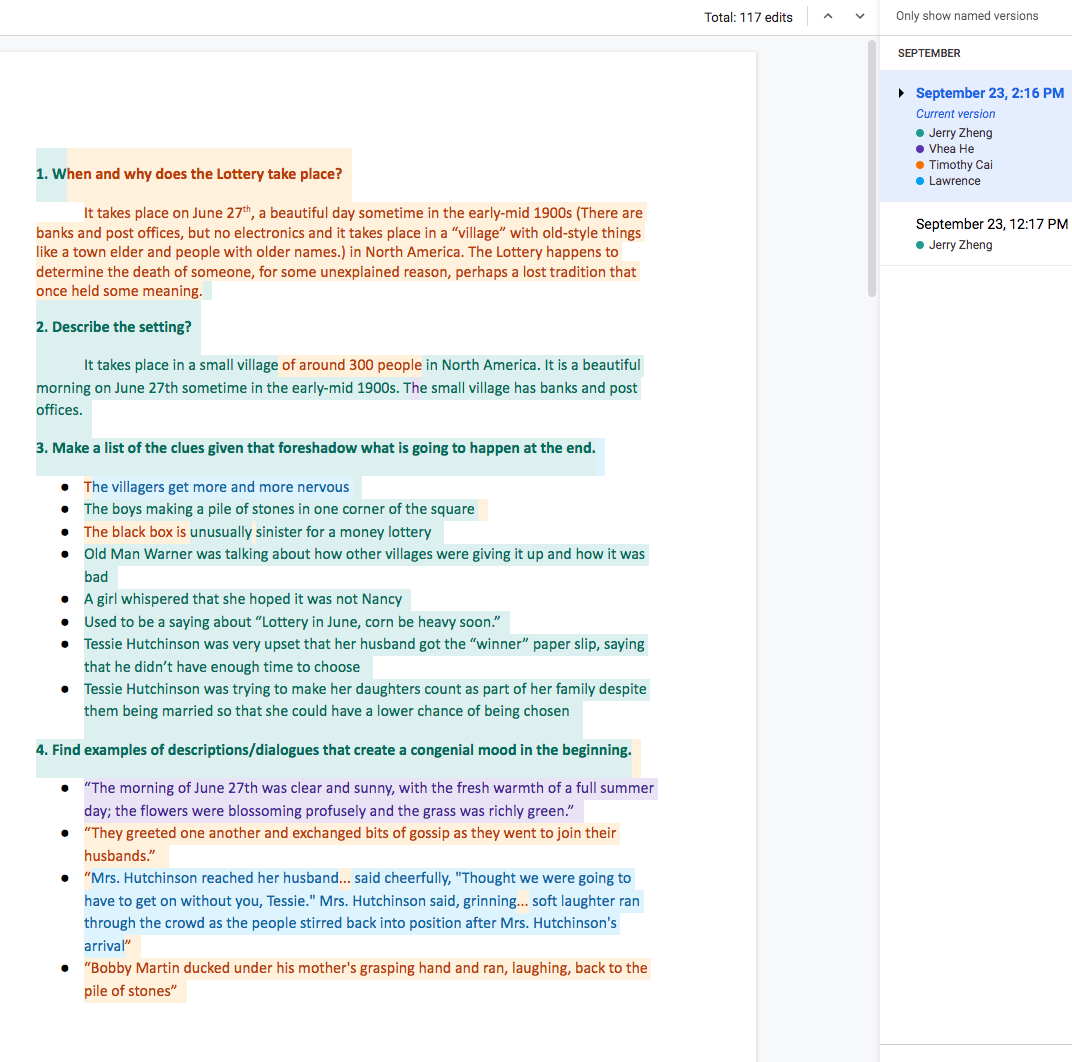 Total: 117 edits
Only show named versions
SEPTEMBER
September 23, 2:16 PM
Current version
Jerry Zheng
Vhea He
Timothy Cai
Lawrence
September 23, 12:17 PM
Jerry Zheng
1. When and why does the Lottery take place?
It takes place on June 27th, a beautiful day sometime in the early-mid 1900s (There are
banks and post offices, but no electronics and it takes place in a “village” with old-style things
like a town elder and people with older names.) in North America. The Lottery happens to
determine the death of someone, for some unexplained reason, perhaps a lost tradition that
once held some meaning.
2. Describe the setting?
It takes place in a small village of around 300 people in North America. It is a beautiful
morning on June 27th sometime in the early-mid 1900s. The small village has banks and post
offices.
3. Make a list of the clues given that foreshadow what is going to happen at the end.
● The villagers get more and more nervous
● The boys making a pile of stones in one corner of the square
● The black box is unusually sinister for a money lottery
● Old Man Warner was talking about how other villages were giving it up and how it was
bad
● A girl whispered that she hoped it was not Nancy
● Used to be a saying about “Lottery in June, corn be heavy soon.”
● Tessie Hutchinson was very upset that her husband got the “winner” paper slip, saying
that he didn’t have enough time to choose
● Tessie Hutchinson was trying to make her daughters count as part of her family despite
them being married so that she could have a lower chance of being chosen
4. Find examples of descriptions/dialogues that create a congenial mood in the beginning.
● “The morning of June 27th was clear and sunny, with the fresh warmth of a full summer
day; the flowers were blossoming profusely and the grass was richly green.”
● “They greeted one another and exchanged bits of gossip as they went to join their
husbands.”
● “Mrs. Hutchinson reached her husband... said cheerfully, "Thought we were going to
have to get on without you, Tessie." Mrs. Hutchinson said, grinning... soft laughter ran
through the crowd as the people stirred back into position after Mrs. Hutchinson's
arrival”
● “Bobby Martin ducked under his mother's grasping hand and ran, laughing, back to the
pile of stones”